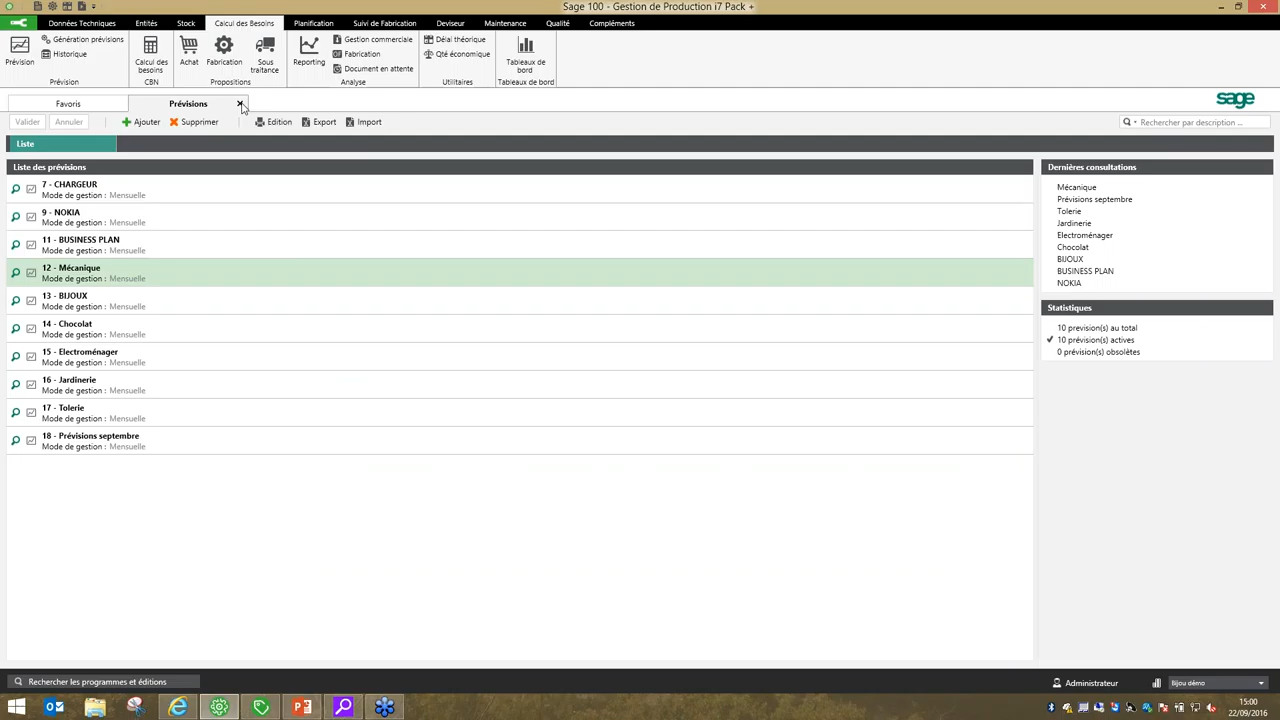 Sage 100 - Gestion de Production i7 Pack +
Données Techniques Entités Stock Calcul des Besoins Planification Suivi de Fabrication Deviseur Maintenance Qualité Compléments
Prévision
Génération prévisions
Historique
Prévision
Calcul des besoins
CBN
Achat
Fabrication
Sous traitance
Propositions
Reporting
Gestion commerciale
Fabrication
Document en attente
Analyse
Délai théorique
Qté économique
Utilitaires
Tableaux de bord
Tableaux de bord
Favoris Prévisions
sage
Valider Annuler Ajouter Supprimer Edition Export Import Rechercher par description ...
Liste
Liste des prévisions
7 - CHARGEUR
Mode de gestion : Mensuelle
9 - NOKIA
Mode de gestion : Mensuelle
11 - BUSINESS PLAN
Mode de gestion : Mensuelle
12 - Mécanique
Mode de gestion : Mensuelle
13 - BIJOUX
Mode de gestion : Mensuelle
14 - Chocolat
Mode de gestion : Mensuelle
15 - Electroménager
Mode de gestion : Mensuelle
16 - Jardinerie
Mode de gestion : Mensuelle
17 - Tolerie
Mode de gestion : Mensuelle
18 - Prévisions septembre
Mode de gestion : Mensuelle
Dernières consultations
Mécanique
Prévisions septembre
Tolerie
Jardinerie
Electroménager
Chocolat
BIJOUX
BUSINESS PLAN
NOKIA
Statistiques
10 prevision(s) au total
10 prévision(s) actives
0 prévision(s) obsolètes
Rechercher les programmes et éditions
Administrateur
Bijou démo
15:00
22/09/2016